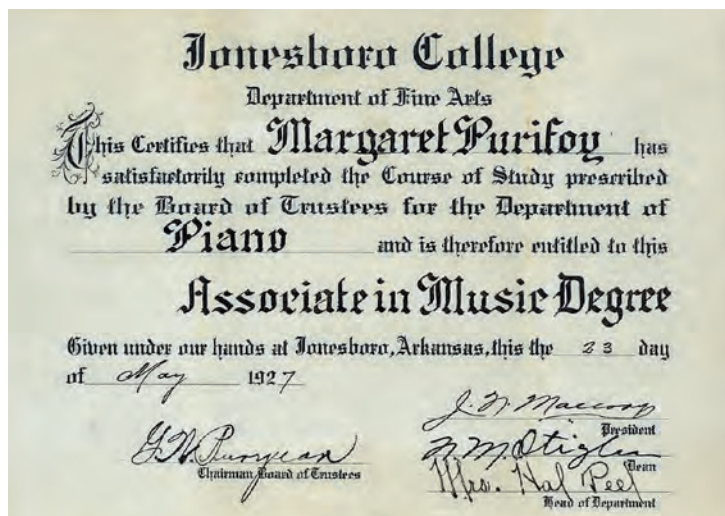 Jonesboro College
Department of Fine Arts
This Certifies that Margaret Purifoy has
satisfactorily completed the Course of Study prescribed
by the Board of Trustees for the Department of
Piano and is therefore entitled to this
Associate in Music Degree
Given under our hands at Jonesboro, Arkansas, this the 23 day
of May 1927
President
Chairman, Board of Trustees
Dean
Mrs. Hal Peel
Head of Department